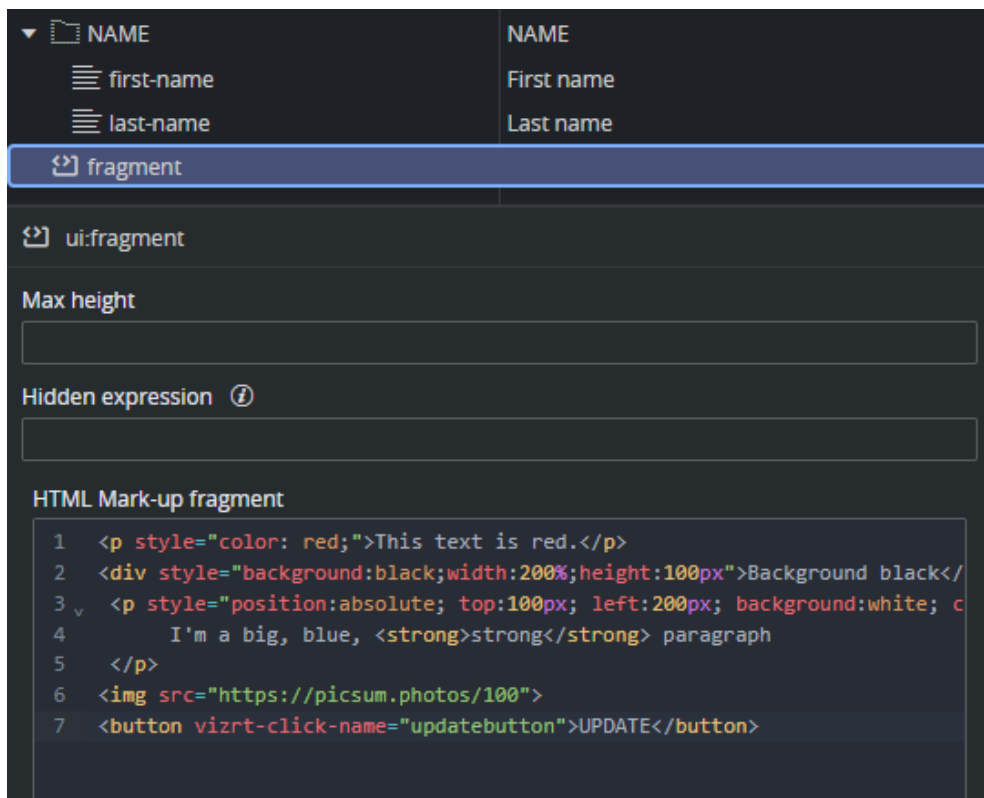 NAME NAME
first-name First name
last-name Last name
fragment
ui:fragment
Max height
Hidden expression i
HTML Mark-up fragment
1 <p style="color: red;">This text is red.</p>
2 <div style="background:black;width:200%;height:100px">Background black</
3 <p style="position:absolute; top:100px; left:200px; background:white; c
4 I'm a big, blue, <strong>strong</strong> paragraph
5 </p>
6 <img src="https://picsum.photos/100">
7 <button vizrt-click-name="updatebutton">UPDATE</button>